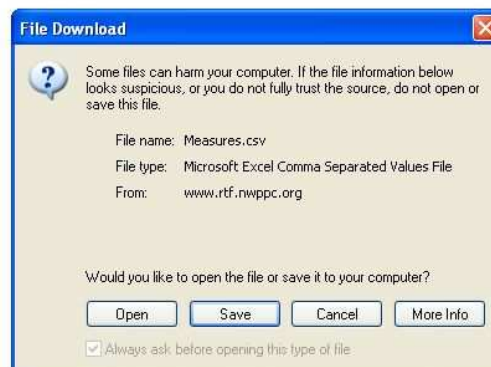 File Download
Some files can harm your computer. If the file information below
looks suspicious, or you do not fully trust the source, do not open or
save this file.
File name: Measures.csv
File type: Microsoft Excel Comma Separated Values File
From: www.rtf.nwppc.org
Would you like to open the file or save it to your computer?
Open Save Cancel More Info
Always ask before opening this type of file